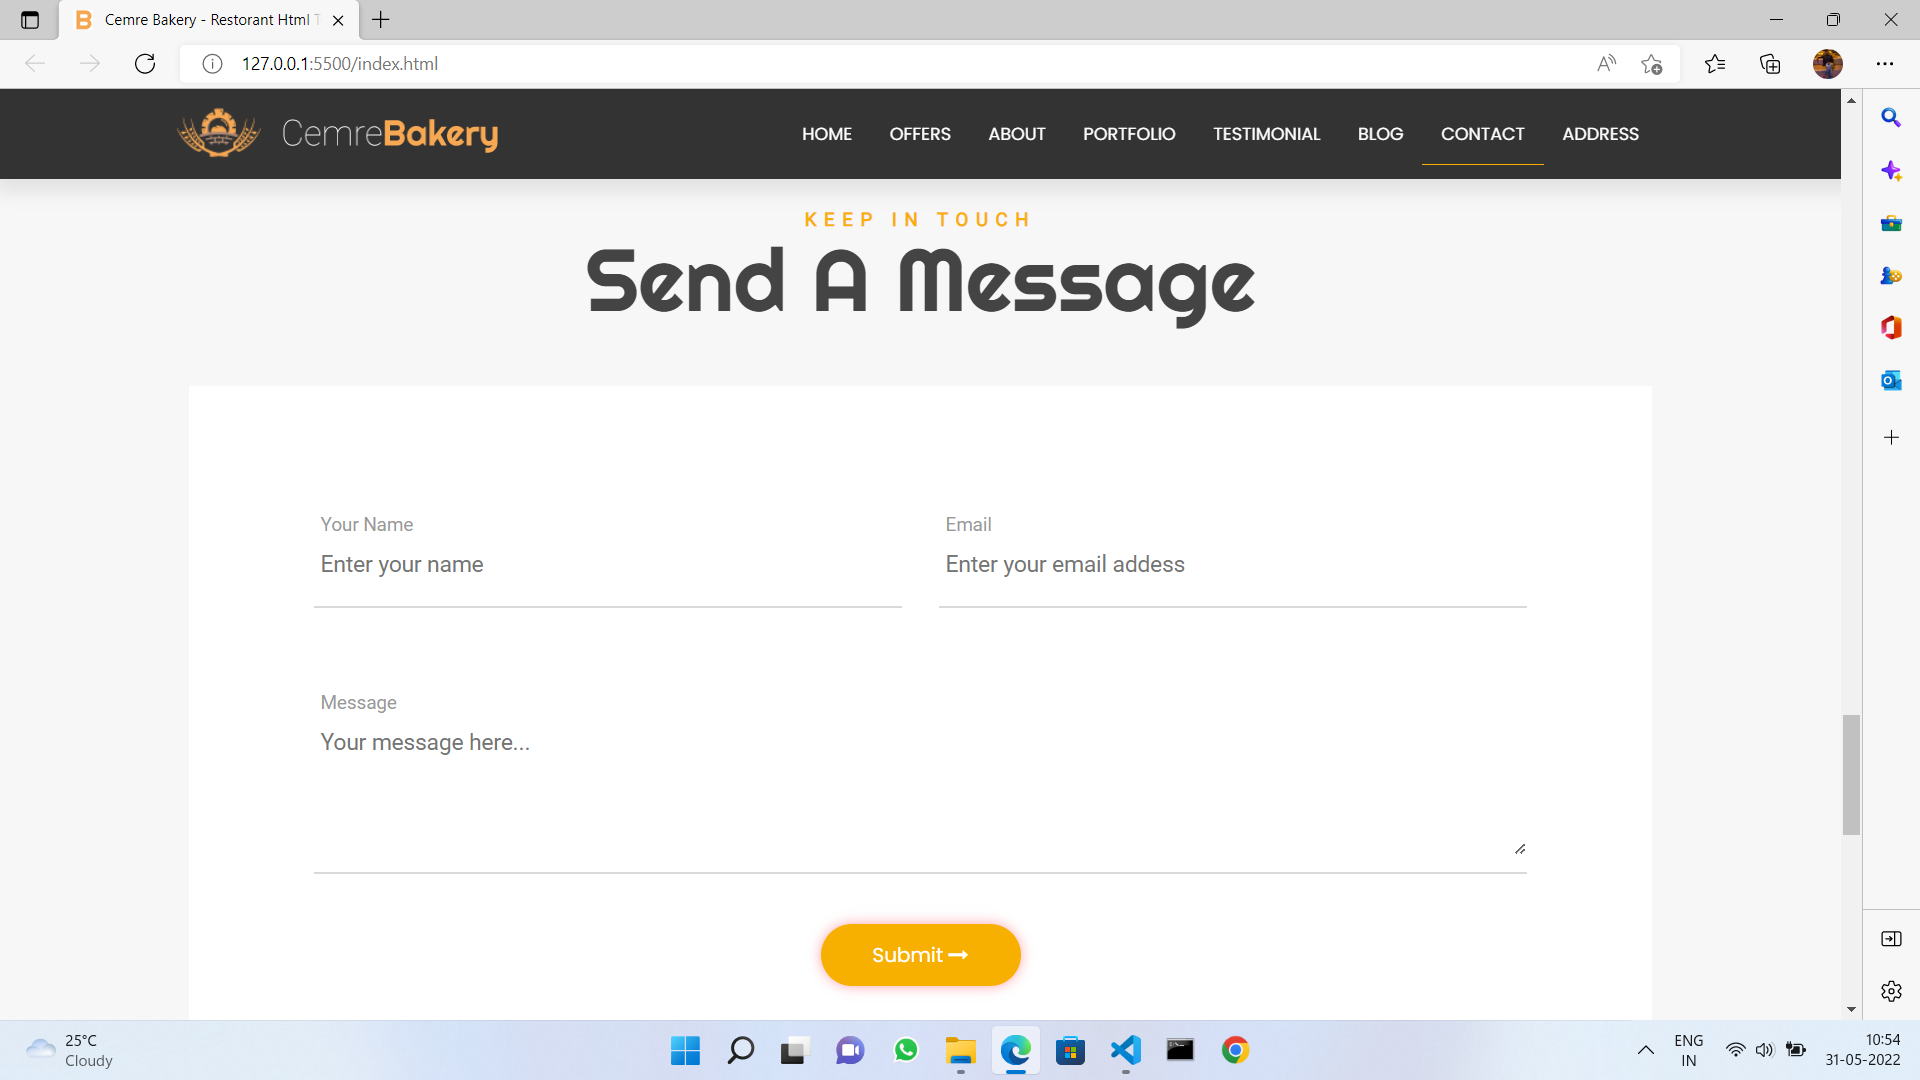 Cemre Bakery - Restorant Html T
127.0.0.1:5500/index.html
CemreBakery
HOME OFFERS ABOUT PORTFOLIO TESTIMONIAL BLOG CONTACT ADDRESS
KEEP IN TOUCH
Send A Message
Your Name Email
Enter your name Enter your email addess
Message
Your message here...
Submit
25°C
Cloudy
ENG
IN
10:54
31-05-2022